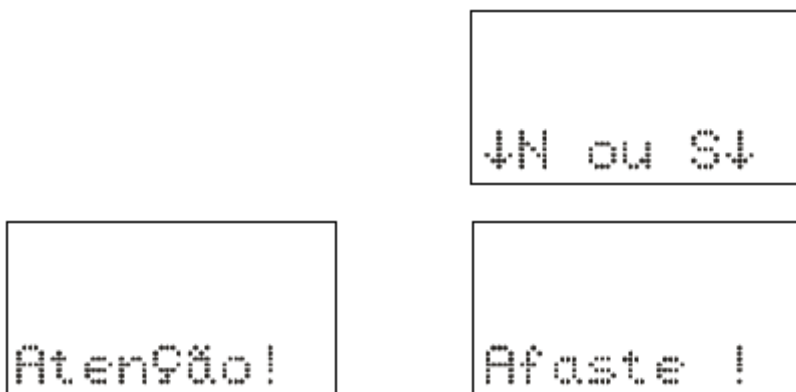 ↓N ou S↓
Atenção!
Afaste !